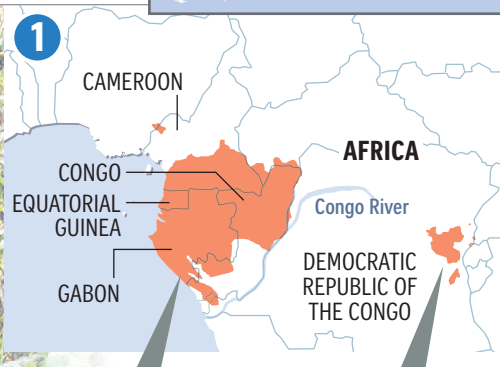 1
CAMEROON
AFRICA
CONGO
EQUATORIAL
GUINEA
Congo River
GABON
DEMOCRATIC
REPUBLIC OF
THE CONGO